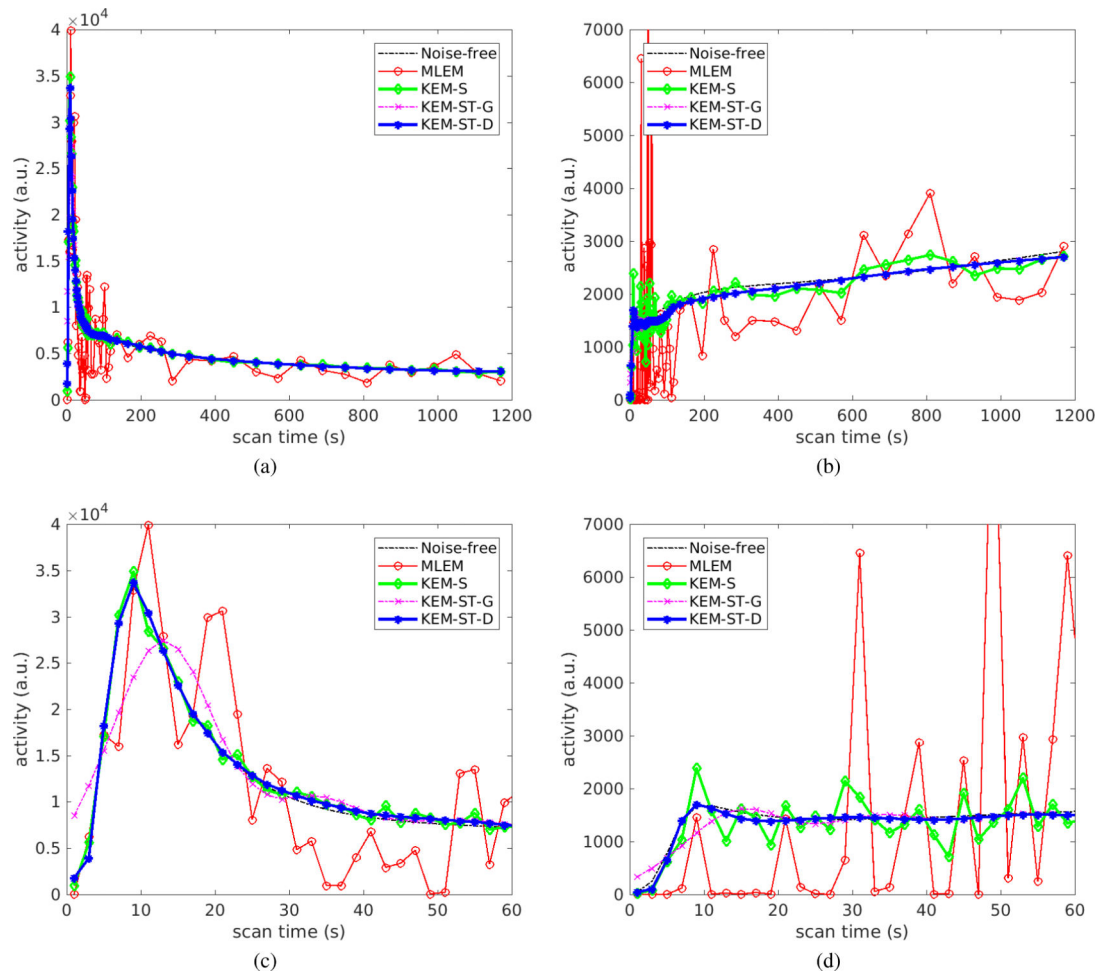 ×10⁴
4
3.5
3
2.5
2
1.5
1
0.5
0
activity (a.u.)
0 200 400 600 800 1000 1200
scan time (s)
Noise-free
MLEM
KEM-S
KEM-ST-G
KEM-ST-D
(a)
7000
6000
5000
4000
3000
2000
1000
0
activity (a.u.)
0 200 400 600 800 1000 1200
scan time (s)
Noise-free
MLEM
KEM-S
KEM-ST-G
KEM-ST-D
(b)
×10⁴
4
3.5
3
2.5
2
1.5
1
0.5
0
activity (a.u.)
0 10 20 30 40 50 60
scan time (s)
Noise-free
MLEM
KEM-S
KEM-ST-G
KEM-ST-D
(c)
7000
6000
5000
4000
3000
2000
1000
0
activity (a.u.)
0 10 20 30 40 50 60
scan time (s)
Noise-free
MLEM
KEM-S
KEM-ST-G
KEM-ST-D
(d)